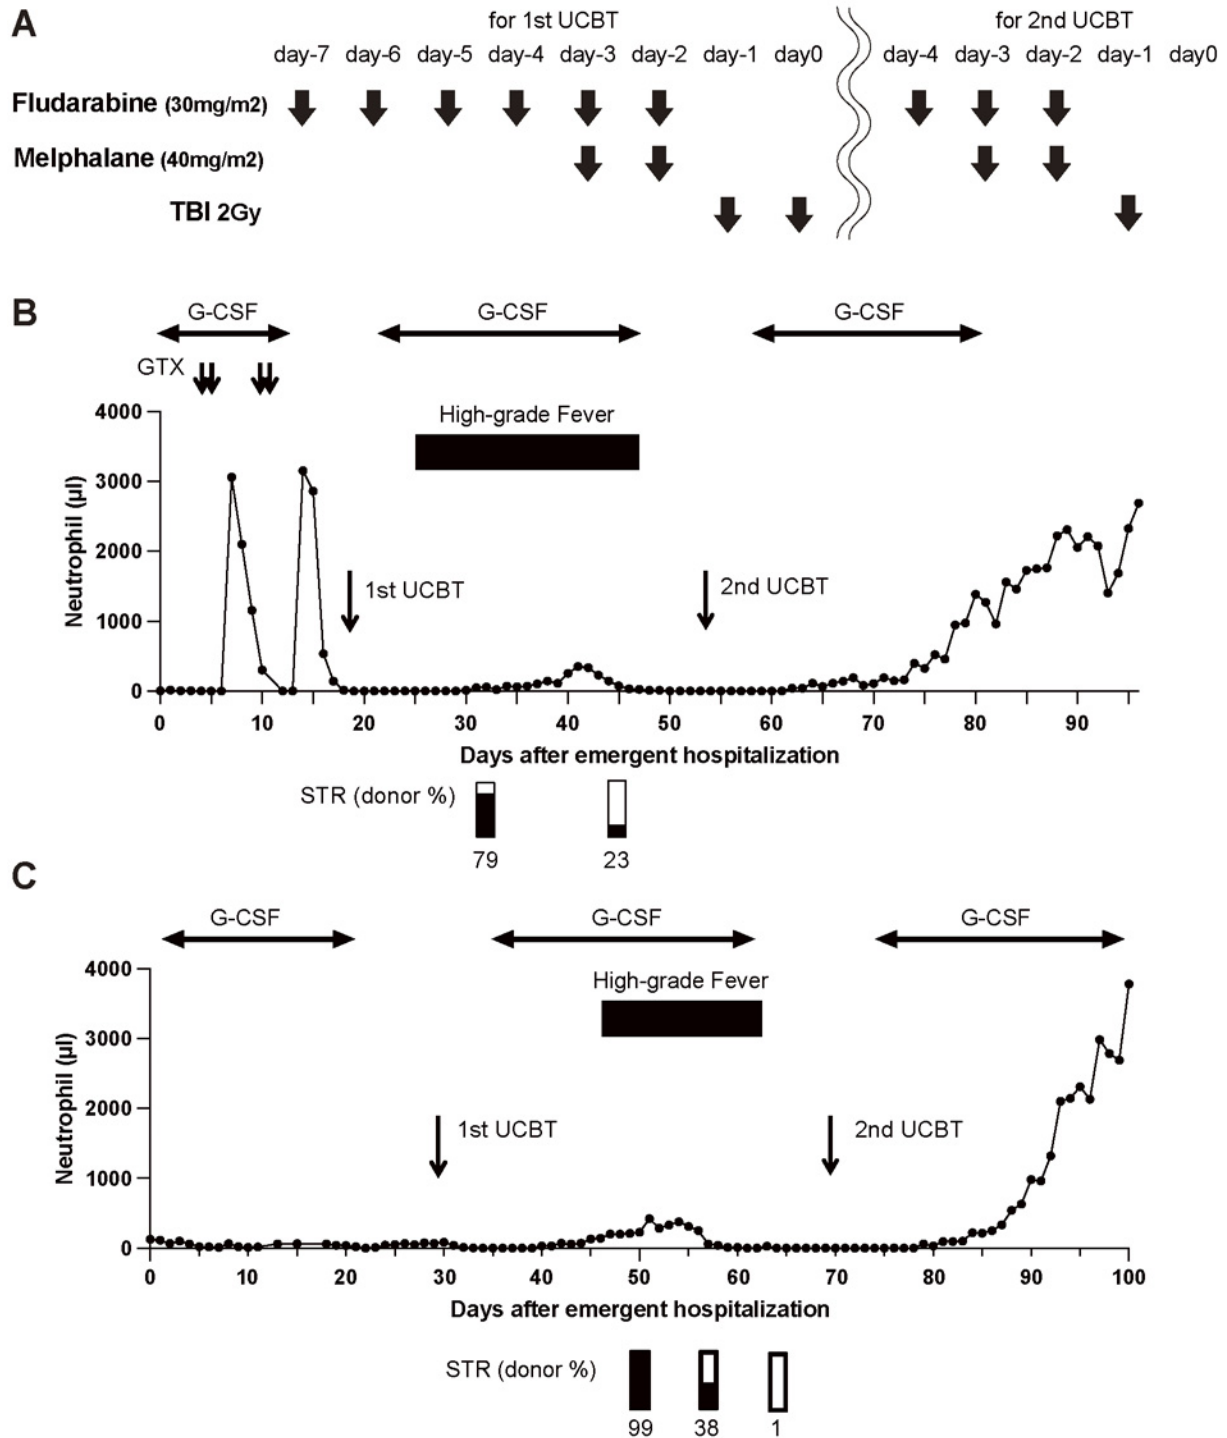 A
for 1st UCBT for 2nd UCBT
day-7 day-6 day-5 day-4 day-3 day-2 day-1 day0 day-4 day-3 day-2 day-1 day0
Fludarabine (30mg/m2)
Melphalane (40mg/m2)
TBI 2Gy
B
G-CSF G-CSF G-CSF
GTX
High-grade Fever
4000
3000
2000
1000
0
Neutrophil (µl)
1st UCBT 2nd UCBT
0 10 20 30 40 50 60 70 80 90
Days after emergent hospitalization
STR (donor %)
79 23
C
G-CSF G-CSF G-CSF
High-grade Fever
4000
3000
2000
1000
0
Neutrophil (µl)
1st UCBT 2nd UCBT
0 10 20 30 40 50 60 70 80 90 100
Days after emergent hospitalization
STR (donor %)
99 38 1